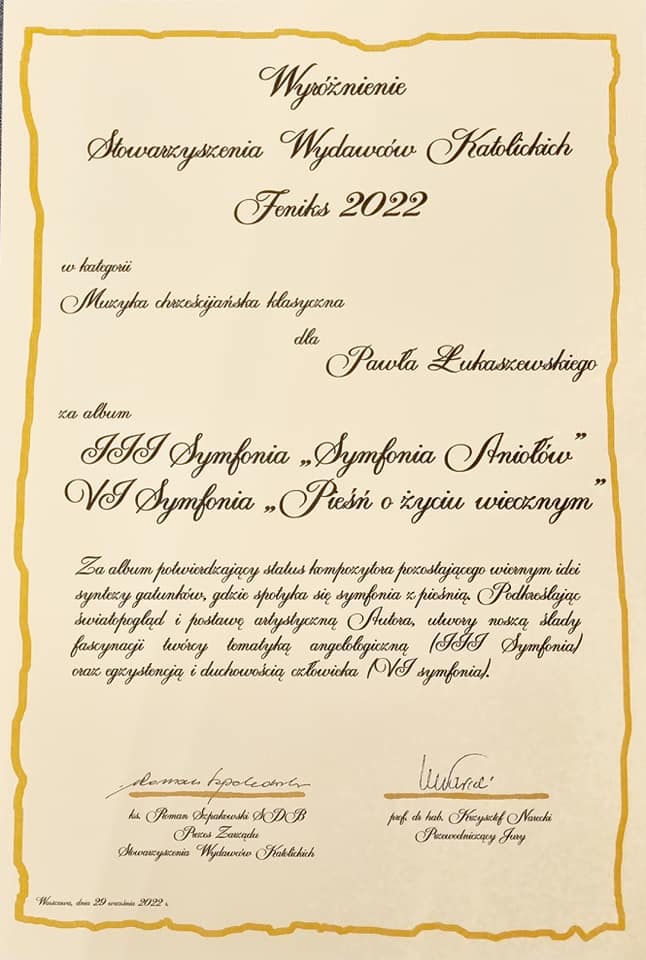 Wyróżnienie
Stowarzyszenia Wydawców Katolickich
Feniks 2022
w kategorii
Muzyka chrześcijańska klasyczna
dla
Pawła Łukaszewskiego
za album
III Symfonia „Symfonia Aniołów”
VI Symfonia „Pieśń o życiu wiecznym”
Za album potwierdzający status kompozytora pozostającego wiernym idei
syntezy gatunków, gdzie spotyka się symfonia z pieśnią. Podkreślając
światopogląd i postawę artystyczną Autora, utwory noszą ślady
fascynacji twórcy tematyką angelologiczną (III Symfonia)
oraz egzystencją i duchowością człowieka (VI symfonia).
ks. Roman Szpakowski SDB
Prezes Zarządu
Stowarzyszenia Wydawców Katolickich
prof. dr hab. Krzysztof Narecki
Przewodniczący Jury
Warszawa, dnia 29 września 2022 r.